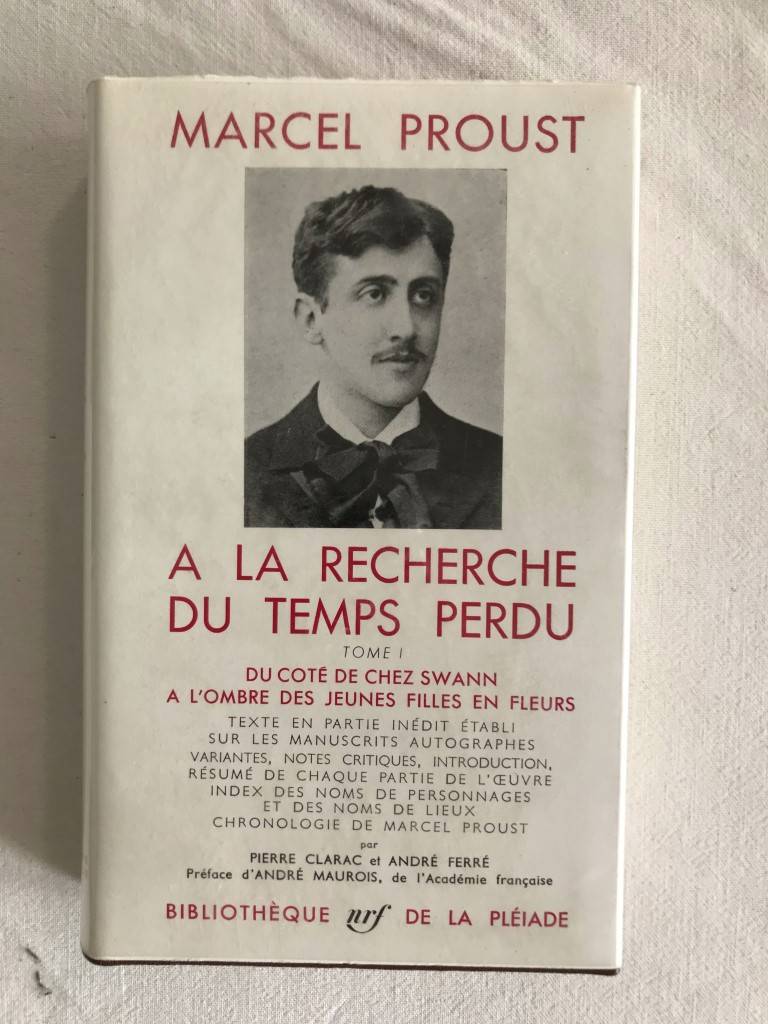 MARCEL PROUST
A LA RECHERCHE
DU TEMPS PERDU
TOME I
DU COTÉ DE CHEZ SWANN
A L'OMBRE DES JEUNES FILLES EN FLEURS
TEXTE EN PARTIE INÉDIT ÉTABLI
SUR LES MANUSCRITS AUTOGRAPHES
VARIANTES, NOTES CRITIQUES, INTRODUCTION,
RÉSUMÉ DE CHAQUE PARTIE DE L'ŒUVRE
INDEX DES NOMS DE PERSONNAGES
ET DES NOMS DE LIEUX
CHRONOLOGIE DE MARCEL PROUST
par
PIERRE CLARAC et ANDRÉ FERRÉ
Préface d'ANDRÉ MAUROIS, de l'Académie française
BIBLIOTHÈQUE nrf DE LA PLÉIADE